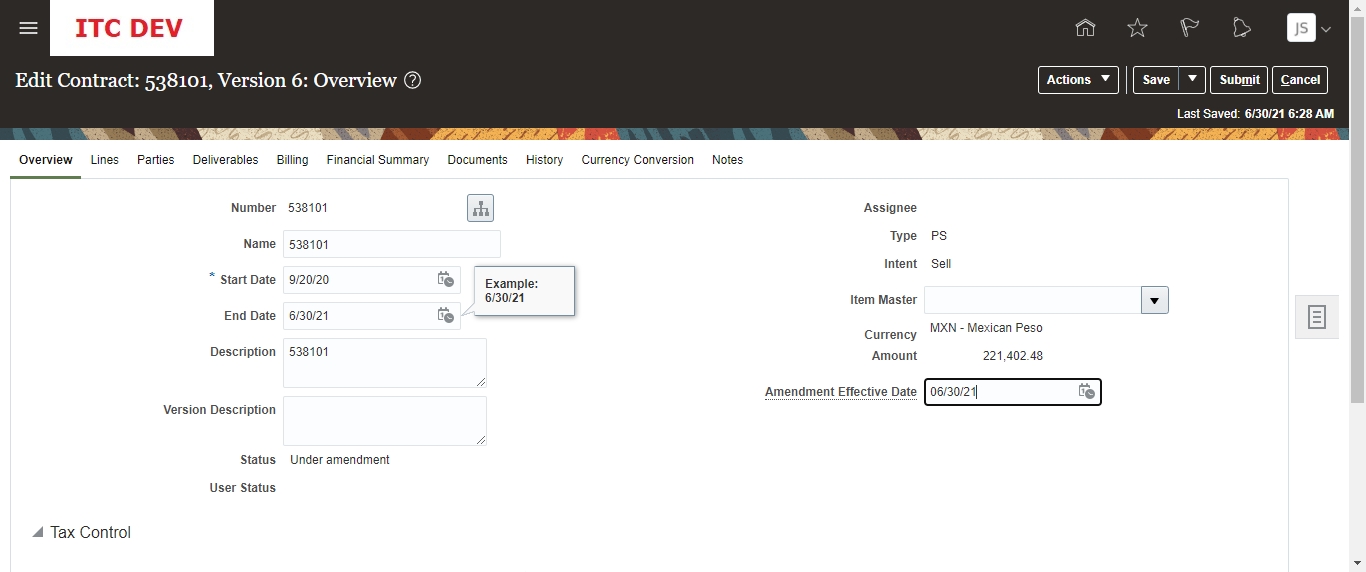 ITC DEV
JS
Edit Contract: 538101, Version 6: Overview ?
Actions Save Submit Cancel
Last Saved: 6/30/21 6:28 AM
Overview Lines Parties Deliverables Billing Financial Summary Documents History Currency Conversion Notes
Number 538101
Name 538101
* Start Date 9/20/20
Example:
6/30/21
End Date 6/30/21
Description 538101
Version Description
Status Under amendment
User Status
Assignee
Type PS
Intent Sell
Item Master
Currency MXN - Mexican Peso
Amount 221,402.48
Amendment Effective Date 06/30/21
Tax Control